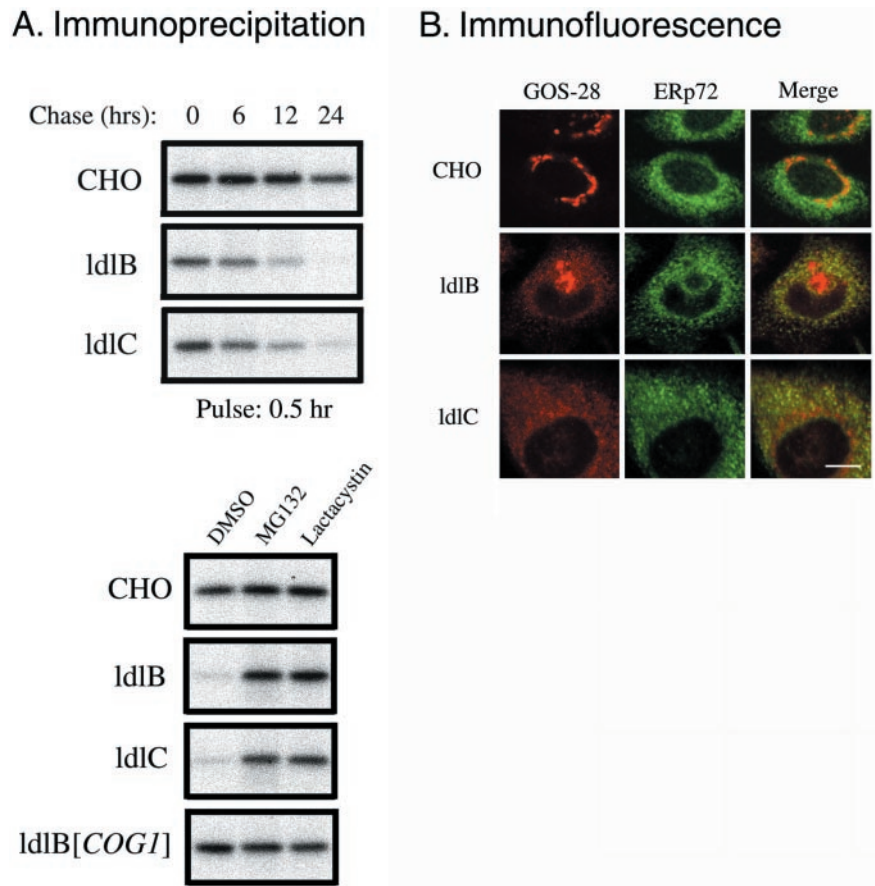 A. Immunoprecipitation
Chase (hrs): 0 6 12 24
CHO
ldlB
ldlC
Pulse: 0.5 hr
DMSO MG132 Lactacystin
CHO
ldlB
ldlC
ldlB[COG1]
B. Immunofluorescence
GOS-28 ERp72 Merge
CHO
ldlB
ldlC